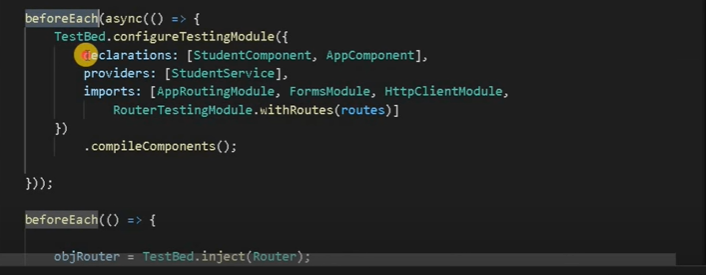 beforeEach(async(() => {
TestBed.configureTestingModule({
declarations: [StudentComponent, AppComponent],
providers: [StudentService],
imports: [AppRoutingModule, FormsModule, HttpClientModule,
RouterTestingModule.withRoutes(routes)]
})
.compileComponents();
}));
beforeEach(() => {
objRouter = TestBed.inject(Router);